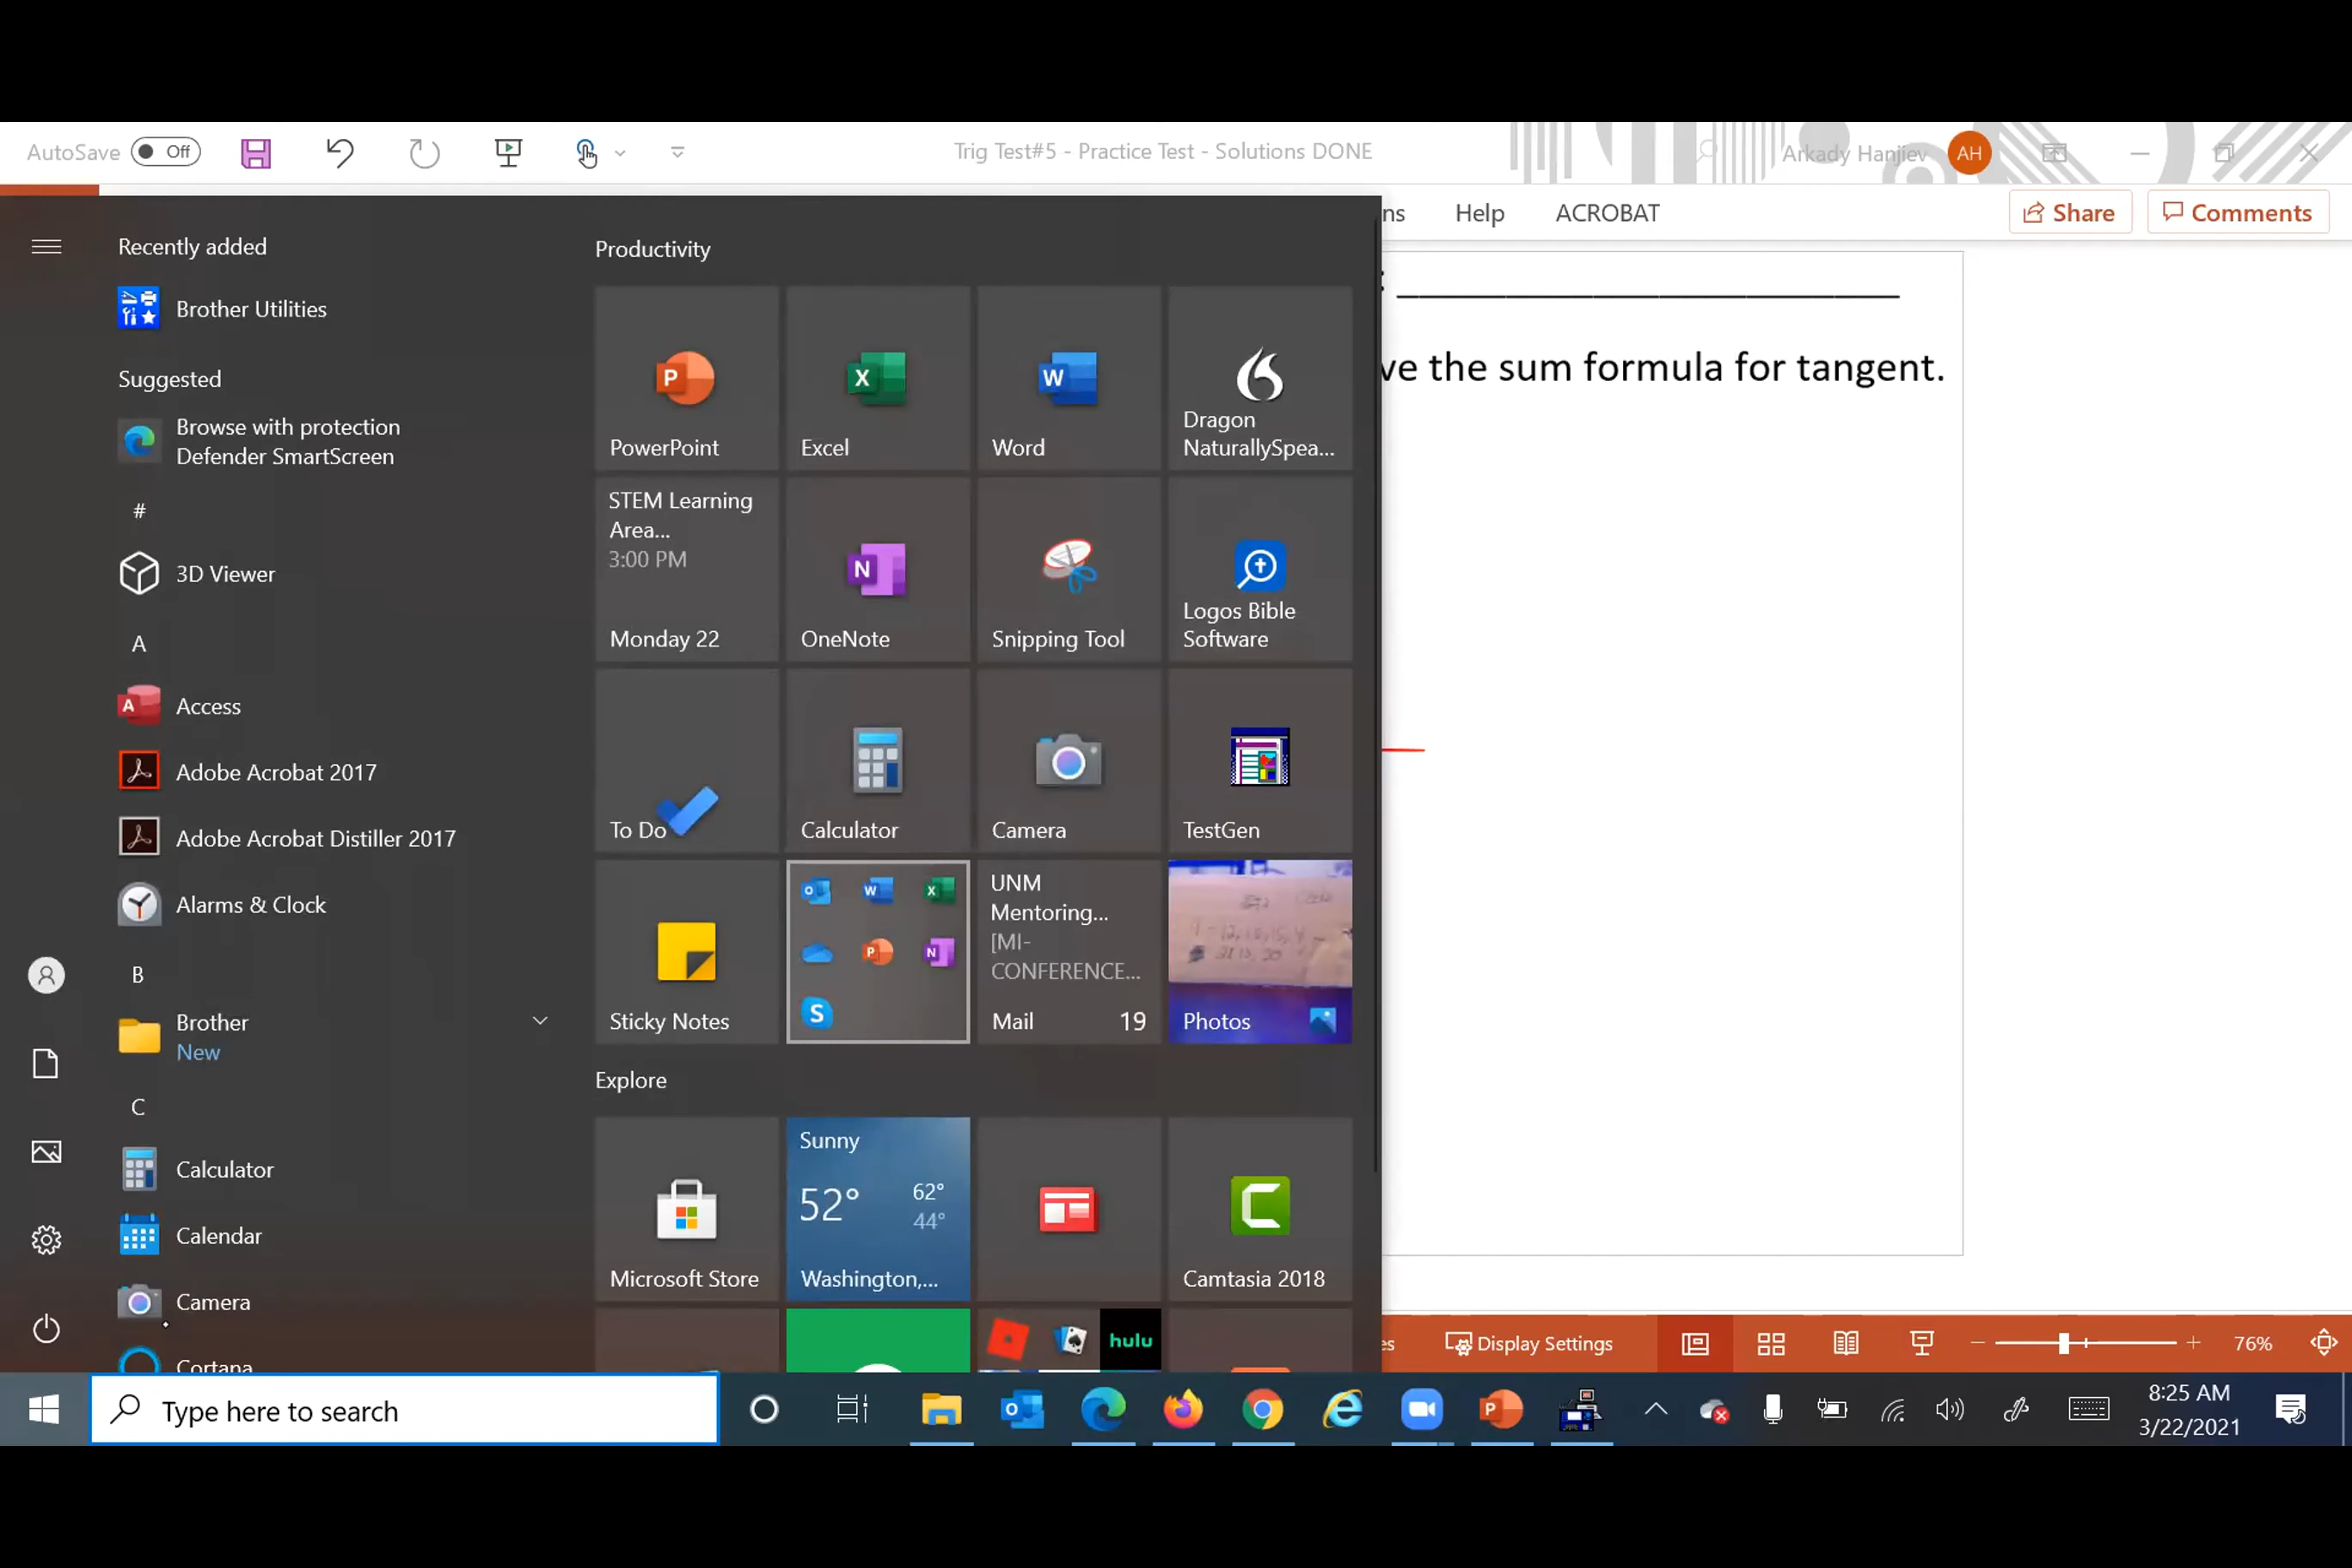 AutoSave Off
Trig Test#5 - Practice Test - Solutions DONE
Arkady Hanjiev AH
ns Help ACROBAT
Share Comments
ve the sum formula for tangent.
Recently added
Brother Utilities
Suggested
Browse with protection
Defender SmartScreen
#
3D Viewer
A
Access
Adobe Acrobat 2017
Adobe Acrobat Distiller 2017
Alarms & Clock
B
Brother
New
C
Calculator
Calendar
Camera
Cortana
Productivity
PowerPoint
Excel
Word
Dragon
NaturallySpea...
STEM Learning
Area...
3:00 PM
Monday 22
OneNote
Snipping Tool
Logos Bible
Software
To Do
Calculator
Camera
TestGen
Sticky Notes
UNM
Mentoring...
[MI-
CONFERENCE...
Mail 19
Photos
Explore
Microsoft Store
Sunny
52° 62°
44°
Washington,...
Camtasia 2018
hulu
es Display Settings
76%
Type here to search
8:25 AM
3/22/2021